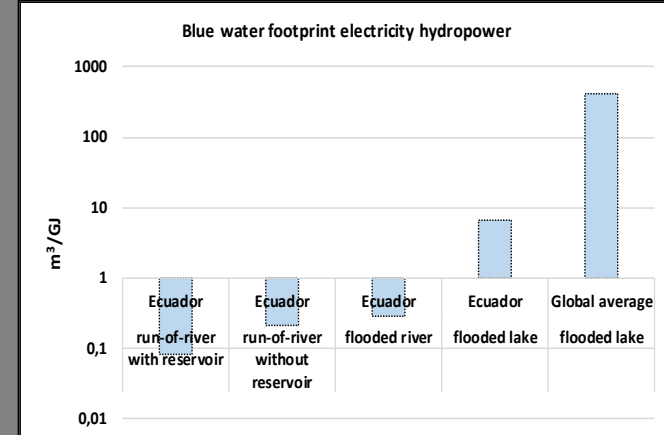 Blue water footprint electricity hydropower
1000
100
10
1
0,1
0,01
m³/GJ
Ecuador
run-of-river
with reservoir
Ecuador
run-of-river
without
reservoir
Ecuador
flooded river
Ecuador
flooded lake
Global average
flooded lake